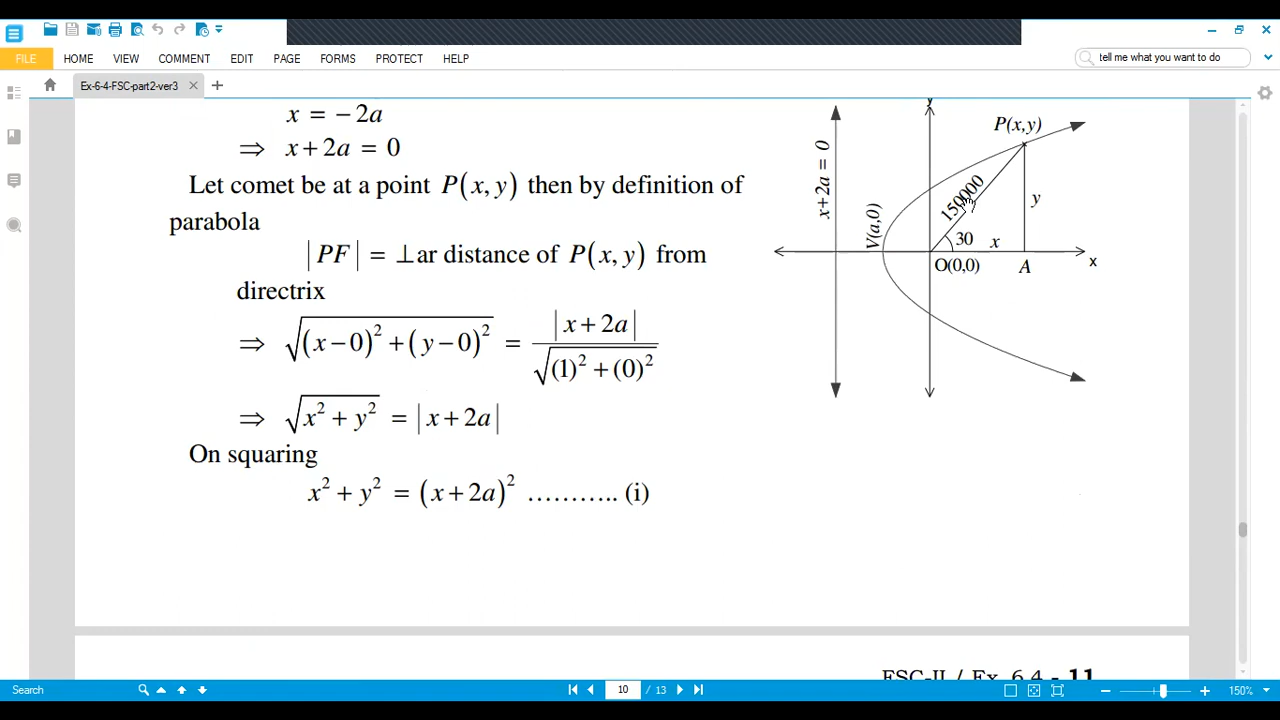 tell me what you want to do
FILE HOME VIEW COMMENT EDIT PAGE FORMS PROTECT HELP
Ex-6-4-FSC-part2-ver3
x = − 2a
⇒ x + 2a = 0
Let comet be at a point P(x, y) then by definition of
parabola
|PF| = ⊥ar distance of P(x, y) from
directrix
⇒ √((x − 0)² + (y − 0)²) = |x + 2a| / √((1)² + (0)²)
⇒ √(x² + y²) = |x + 2a|
On squaring
x² + y² = (x + 2a)² ……….. (i)
y
P(x,y)
x+2a = 0
150000
y
V(a,0)
30
x
O(0,0)
A
x
FSC-II / Ex 6.4 - 11
Search
10 / 13
150%